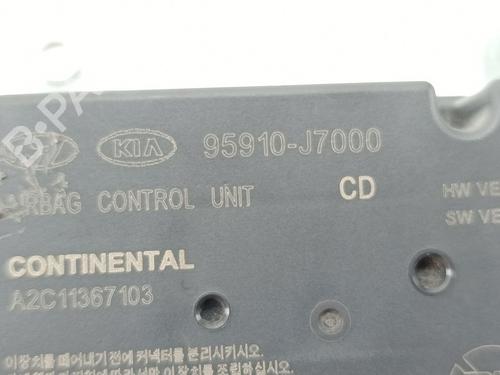 KIA 95910-J7000
AIRBAG CONTROL UNIT CD HW VE
SW VE
CONTINENTAL
A2C11367103
이 장치를 떼어내기 전에 커넥터를 분리시키시오.